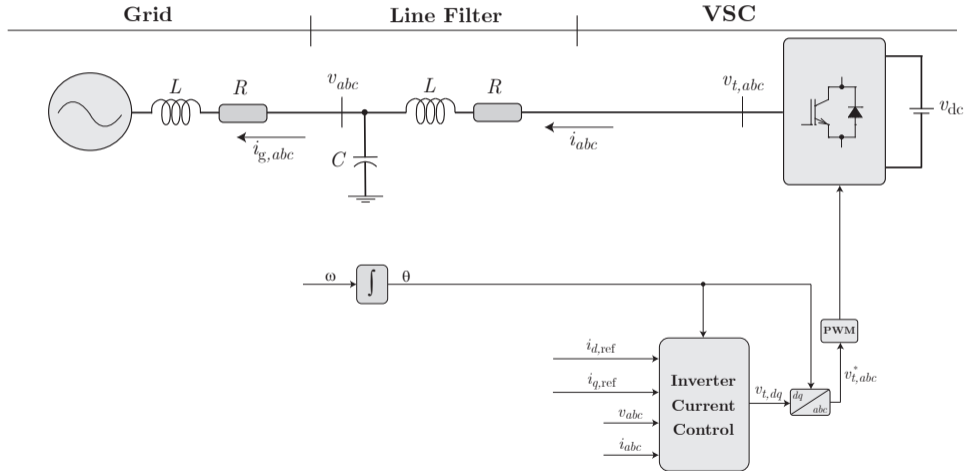 Grid Line Filter VSC
L R v_abc L R v_t,abc
v_dc
i_g,abc C i_abc
ω ∫ θ
PWM
i_d,ref
i_q,ref
v_abc
i_abc
Inverter
Current
Control
v_t,dq dq abc v*_t,abc